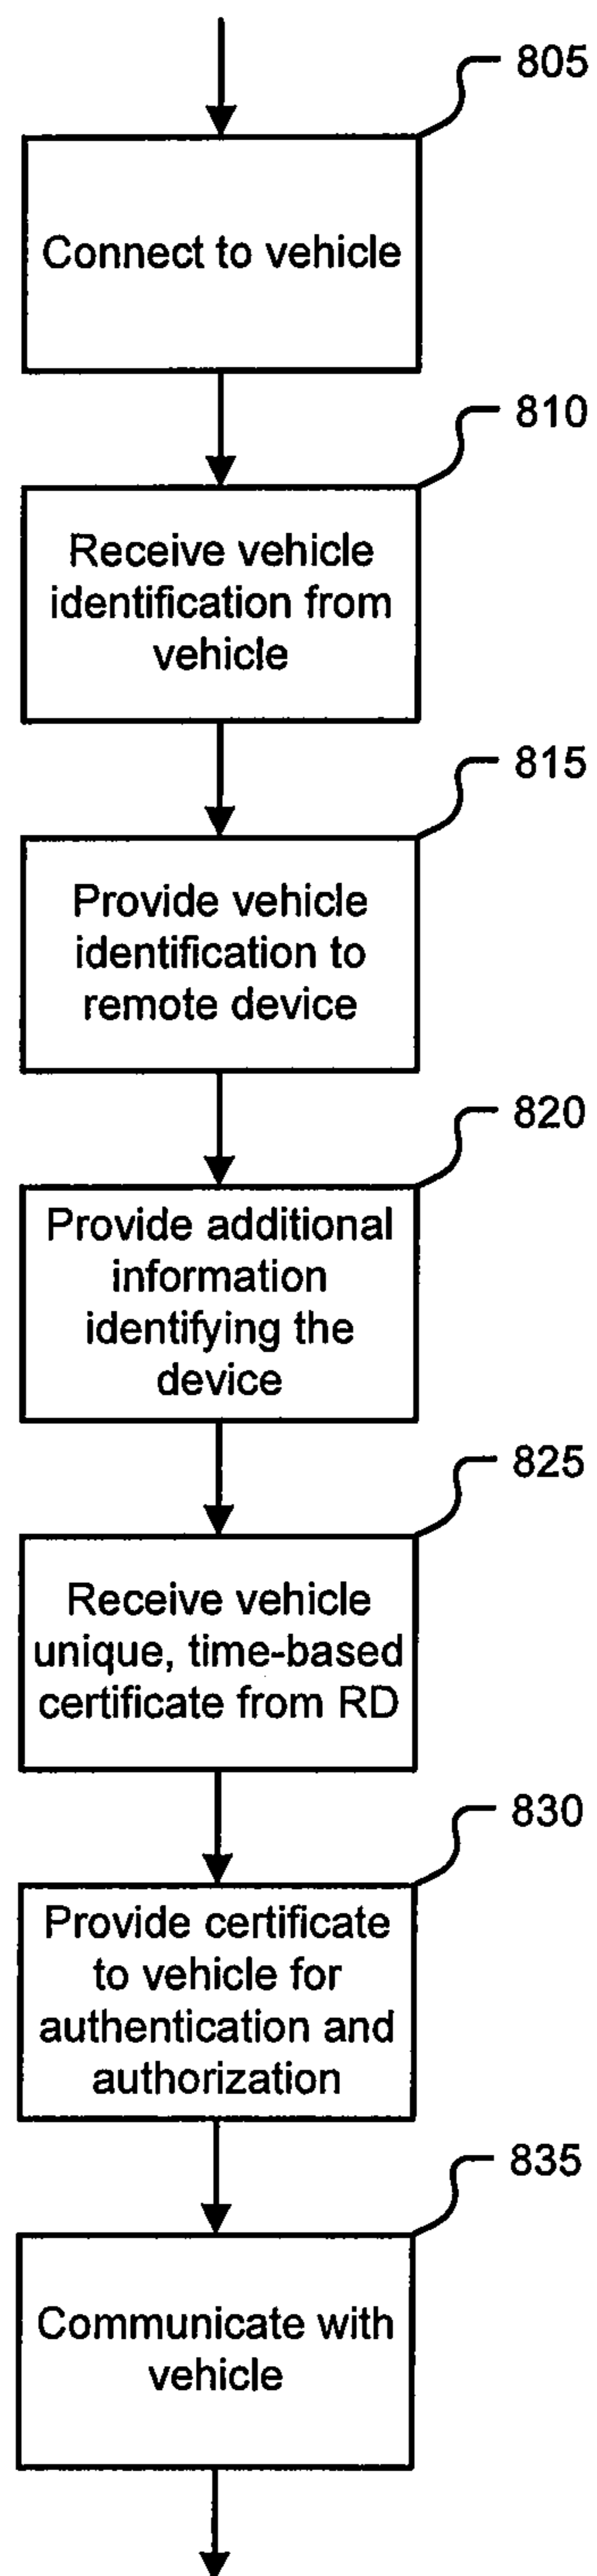 805
Connect to vehicle
810
Receive vehicle
identification from
vehicle
815
Provide vehicle
identification to
remote device
820
Provide additional
information
identifying the
device
825
Receive vehicle
unique, time-based
certificate from RD
830
Provide certificate
to vehicle for
authentication and
authorization
835
Communicate with
vehicle